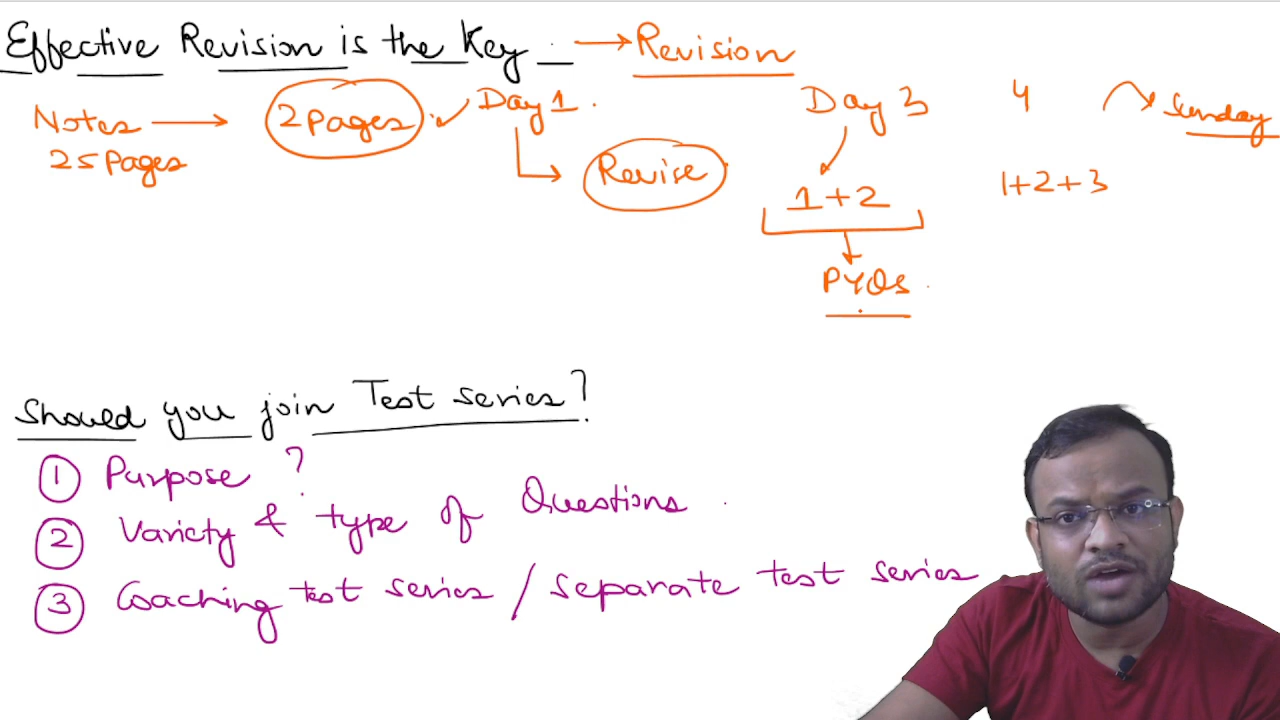 Effective Revision is the Key → Revision
Notes → 2 Pages ✓ Day 1 . Day 3 4 Sunday
25 Pages Revise 1+2 1+2+3
PYQs
Should you join Test series?
① Purpose ?
② Variety & type of Questions
③ Coaching test series / separate test series